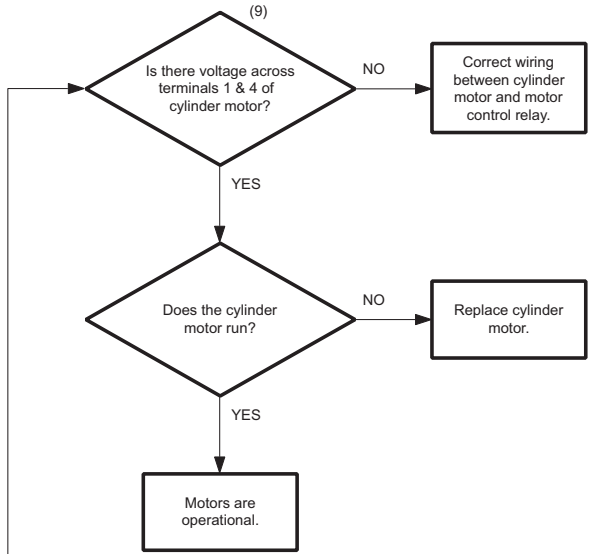 (9)
Is there voltage across
terminals 1 & 4 of
cylinder motor?
NO
Correct wiring
between cylinder
motor and motor
control relay.
YES
Does the cylinder
motor run?
NO
Replace cylinder
motor.
YES
Motors are
operational.